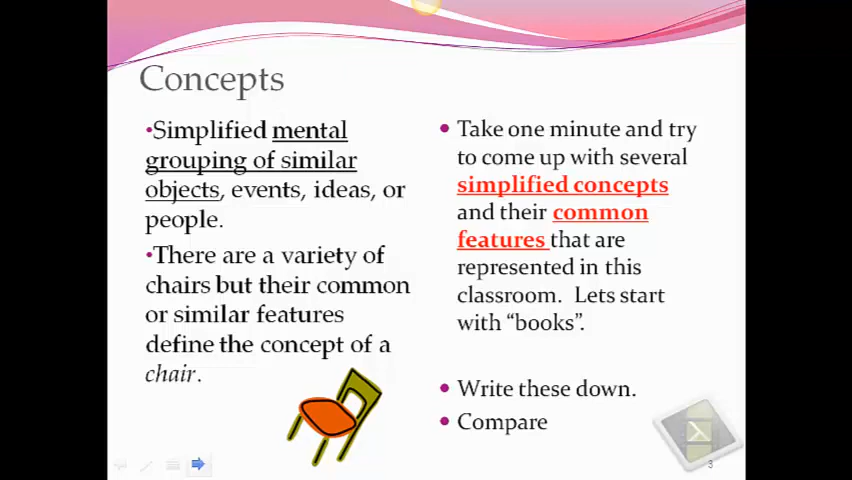 Concepts
•Simplified mental
grouping of similar
objects, events, ideas, or
people.
•There are a variety of
chairs but their common
or similar features
define the concept of a
chair.
• Take one minute and try
to come up with several
simplified concepts
and their common
features that are
represented in this
classroom. Lets start
with “books”.
• Write these down.
• Compare
3